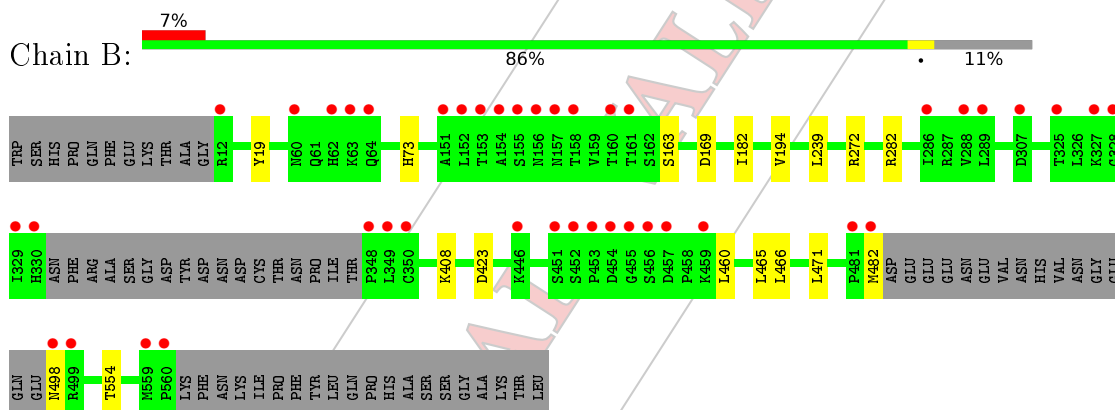 7%
Chain B:
86%
11%
TRP SER HIS PRO GLN PHE GLU LYS THR ALA GLY R12 Y19 N60 Q61 H62 K63 Q64 H73 A151 L152 T153 A154 S155 N156 N157 T158 V159 T160 T161 S162 S163 D169 I182 V194 L239 R272 R282 I286 R287 V288 L289 D307 T325 L326 K327
I329 H330 ASN PHE ARG ALA SER GLY ASP TYR ASP ASN ASP CYS THR ASN PRO ILE THR P348 L349 C350 K408 D423 K446 S451 S452 P453 D454 G455 S456 D457 P458 K459 L460 L465 L466 L471 P481 M482 ASP GLU GLU GLU ASN GLU VAL ASN HIS VAL ASN GLY GLU
GLN GLU N498 R499 T554 M559 P560 LYS PHE ASN LYS ILE PRO PHE TYR LEU GLN PRO HIS ALA SER SER GLY ALA LYS THR LEU